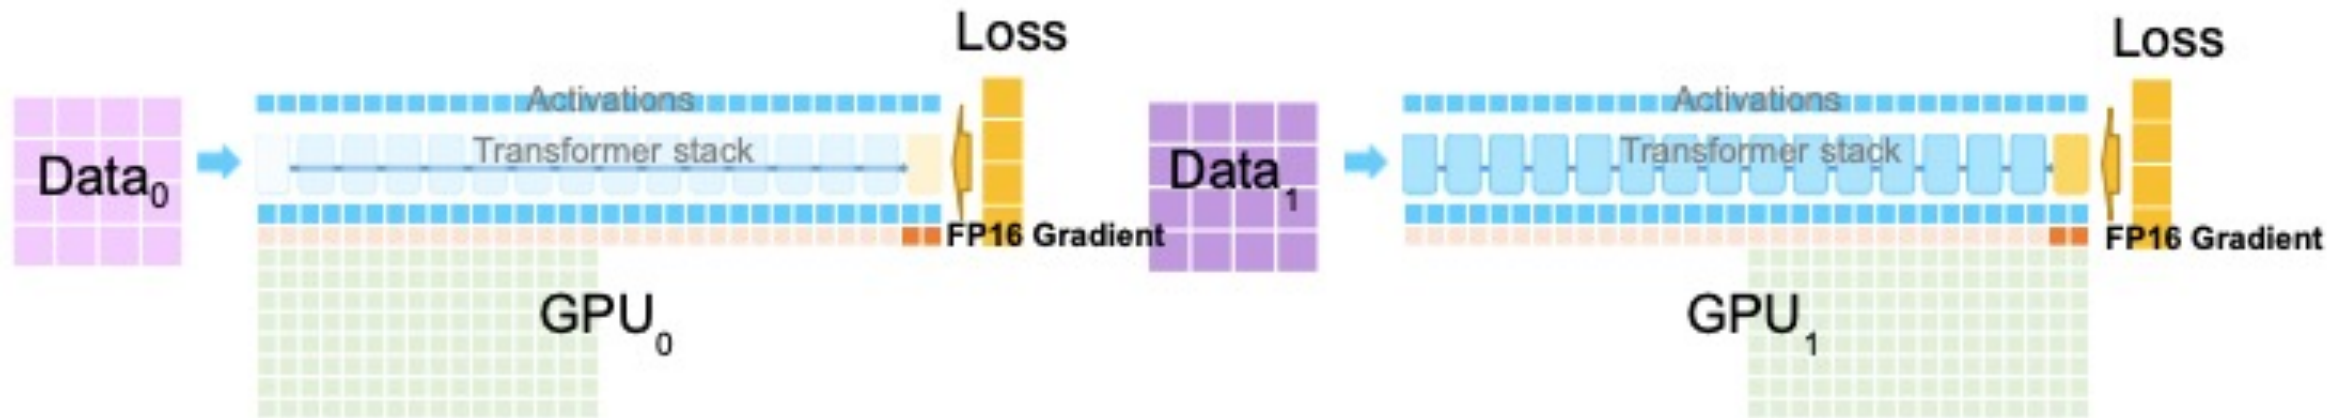 Loss
Activations
Transformer stack
Data0
FP16 Gradient
GPU0
Loss
Activations
Transformer stack
Data1
FP16 Gradient
GPU1